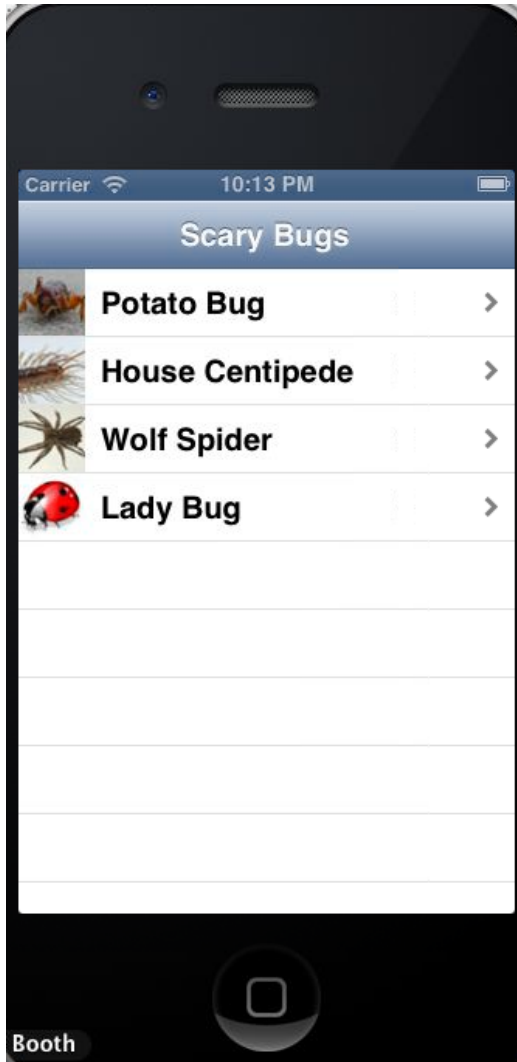 Carrier 10:13 PM
Scary Bugs
Potato Bug
House Centipede
Wolf Spider
Lady Bug
Booth